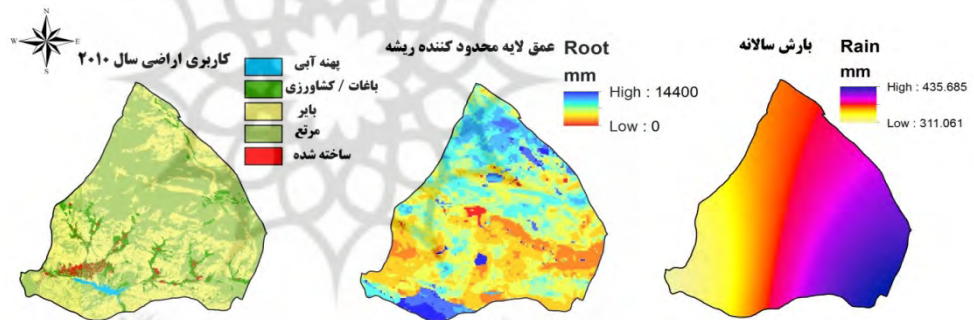 N
W
E
S
کاربری اراضی سال ۲۰۱۰
پهنه آبی
باغات / کشاورزی
بایر
مرتع
ساخته شده
عمق لایه محدود کننده ریشه
Root
mm
High : 14400
Low : 0
بارش سالانه
Rain
mm
High : 435.685
Low : 311.061